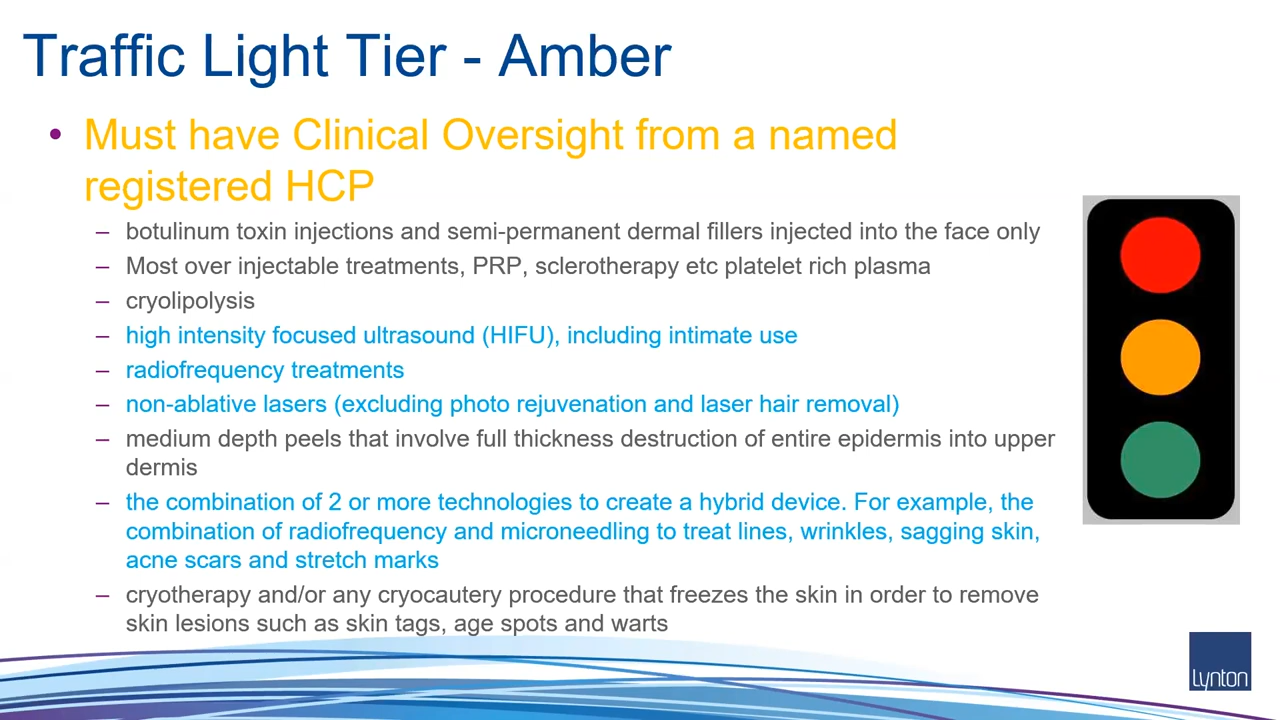 Traffic Light Tier - Amber
• Must have Clinical Oversight from a named
registered HCP
– botulinum toxin injections and semi-permanent dermal fillers injected into the face only
– Most over injectable treatments, PRP, sclerotherapy etc platelet rich plasma
– cryolipolysis
– high intensity focused ultrasound (HIFU), including intimate use
– radiofrequency treatments
– non-ablative lasers (excluding photo rejuvenation and laser hair removal)
– medium depth peels that involve full thickness destruction of entire epidermis into upper
dermis
– the combination of 2 or more technologies to create a hybrid device. For example, the
combination of radiofrequency and microneedling to treat lines, wrinkles, sagging skin,
acne scars and stretch marks
– cryotherapy and/or any cryocautery procedure that freezes the skin in order to remove
skin lesions such as skin tags, age spots and warts
Lynton